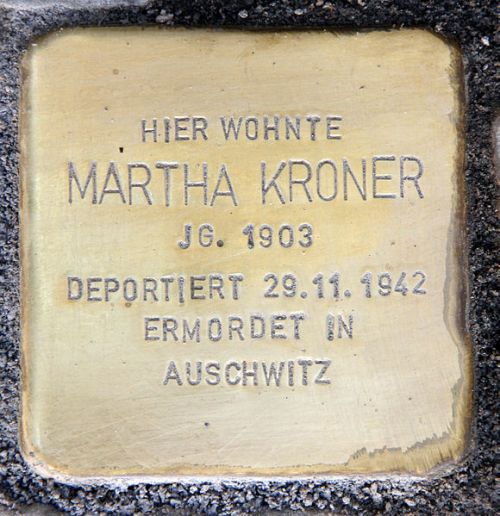 HIER WOHNTE
MARTHA KRONER
JG. 1903
DEPORTIERT 29.11.1942
ERMORDET IN
AUSCHWITZ